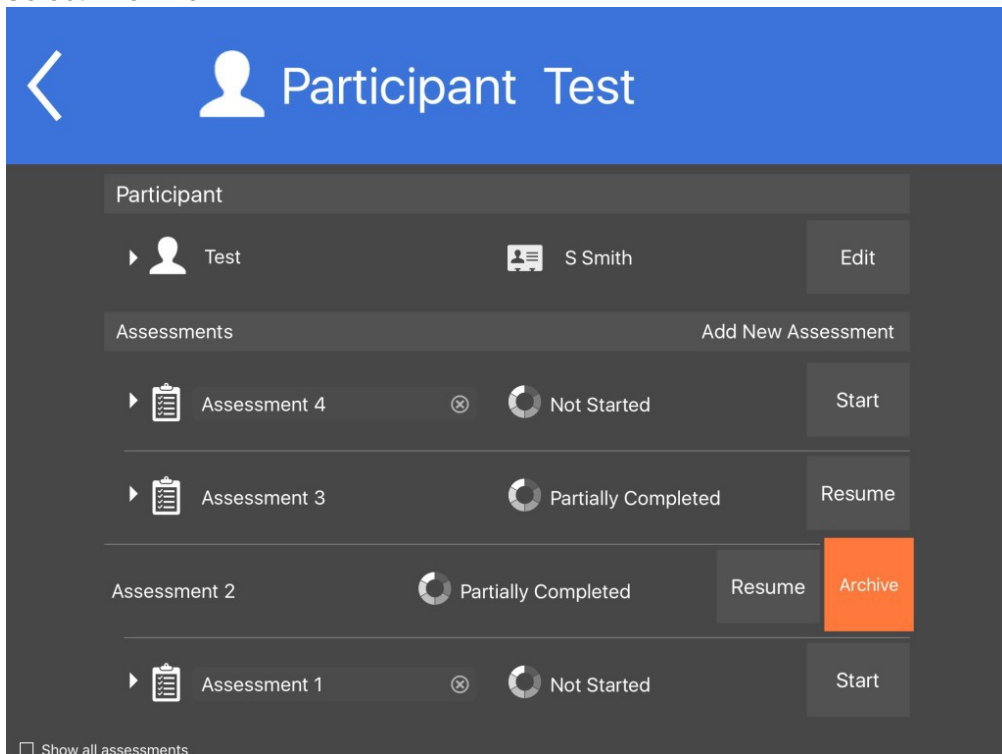 Participant Test
Participant
Test S Smith Edit
Assessments Add New Assessment
Assessment 4 Not Started Start
Assessment 3 Partially Completed Resume
Assessment 2 Partially Completed Resume Archive
Assessment 1 Not Started Start
Show all assessments